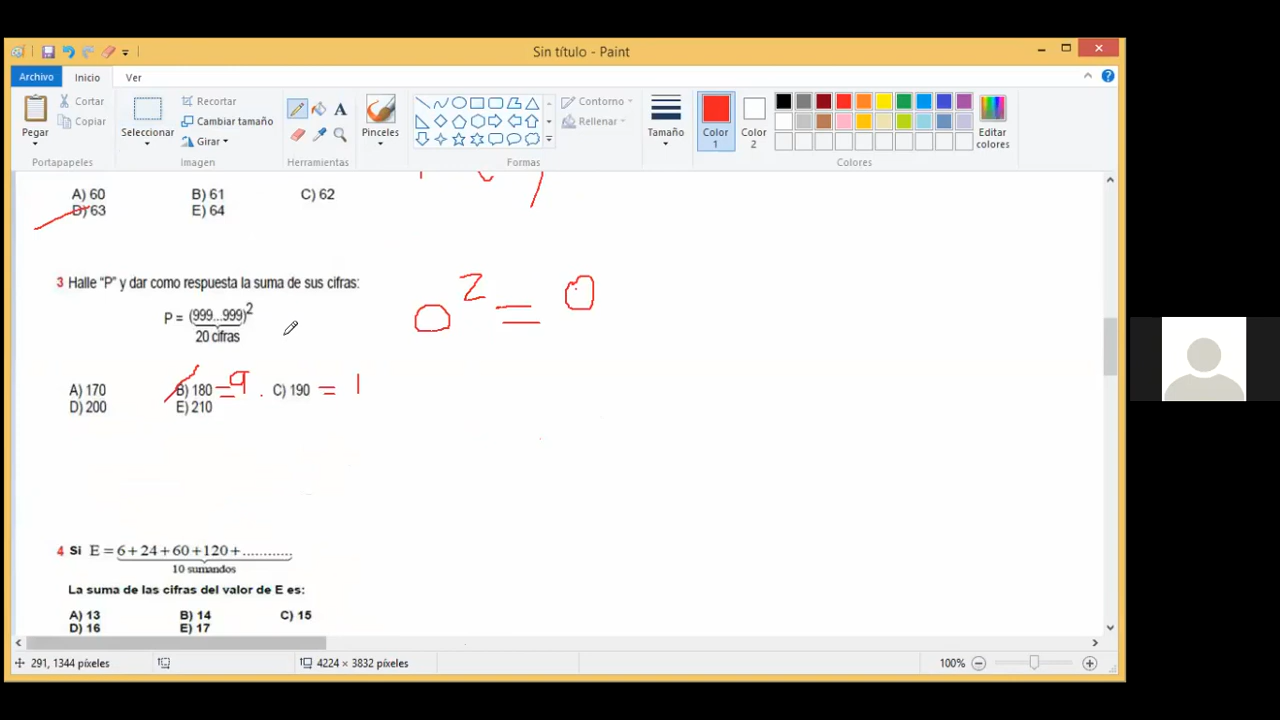 Sin título - Paint
Archivo Inicio Ver
Pegar
Cortar
Copiar
Portapapeles
Seleccionar
Recortar
Cambiar tamaño
Girar
Imagen
A
Herramientas
Pinceles
Contorno
Rellenar
Formas
Tamaño
Color 1
Color 2
Editar colores
Colores
A) 60 B) 61 C) 62
D) 63 E) 64
3 Halle “P” y dar como respuesta la suma de sus cifras:
P = (999...999)²
20 cifras
0² = 0
A) 170 B) 180 = 9 . C) 190 = 1
D) 200 E) 210
4 Si E = 6 + 24 + 60 + 120 + ............
10 sumandos
La suma de las cifras del valor de E es:
A) 13 B) 14 C) 15
D) 16 E) 17
291, 1344 píxeles 4224 × 3832 píxeles 100%